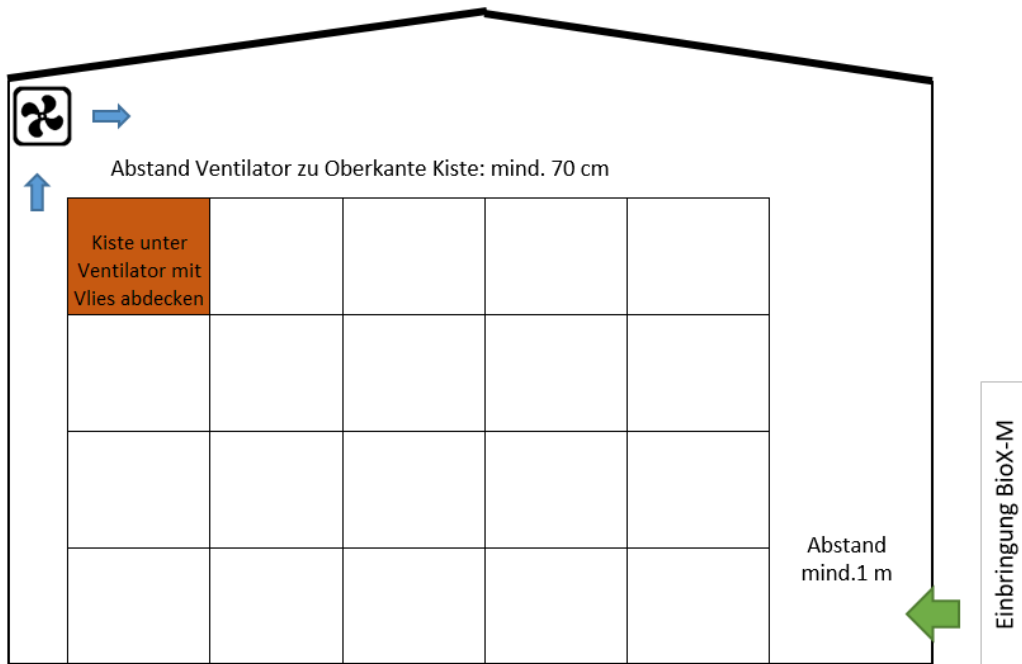 Abstand Ventilator zu Oberkante Kiste: mind. 70 cm
Kiste unter
Ventilator mit
Vlies abdecken
Abstand
mind.1 m
Einbringung BioX-M